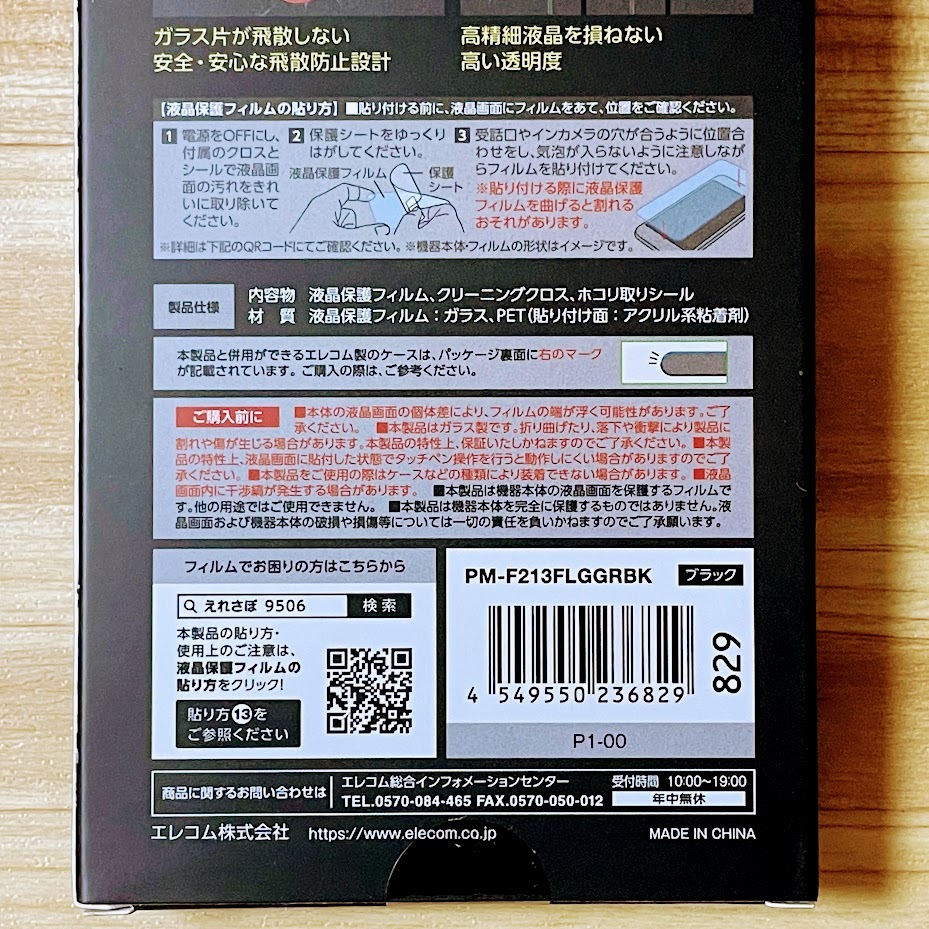 ガラス片が飛散しない
安全・安心な飛散防止設計
高精細液晶を損ねない
高い透明度
【液晶保護フィルムの貼り方】■貼り付ける前に、液晶画面にフィルムをあて、位置をご確認ください。
1 電源をOFFにし、
付属のクロスと
シールで液晶画
面の汚れをきれ
いに取り除いて
ください。
2 保護シートをゆっくり
はがしてください。
液晶保護フィルム
保護
シート
3 受話口やインカメラの穴が合うように位置合
わせをし、気泡が入らないように注意しなが
らフィルムを貼り付けてください。
※貼り付ける際に液晶保護
フィルムを曲げると割れる
おそれがあります。
※詳細は下記のQRコードにてご確認ください。※機器本体・フィルムの形状はイメージです。
製品仕様
内容物 液晶保護フィルム、クリーニングクロス、ホコリ取りシール
材 質 液晶保護フィルム：ガラス、PET（貼り付け面：アクリル系粘着剤）
本製品と併用ができるエレコム製のケースは、パッケージ裏面に右のマーク
が記載されています。ご購入の際は、ご参考ください。
ご購入前に ■本体の液晶画面の個体差により、フィルムの端が浮く可能性があります。ご了
承ください。 ■本製品はガラス製です。折り曲げたり、落下や衝撃により製品に
割れや傷が生じる場合があります。本製品の特性上、保証いたしかねますのでご了承ください。■本製
品の特性上、液晶画面に貼付した状態でタッチペン操作を行うと動作しにくい場合がありますのでご了
承ください。■本製品をご使用の際はケースなどの種類により装着できない場合があります。■液晶
画面内に干渉縞が発生する場合があります。 ■本製品は機器本体の液晶画面を保護するフィルムで
す。他の用途ではご使用できません。 ■本製品は機器本体を完全に保護するものではありません。液
晶画面および機器本体の破損や損傷等については一切の責任を負いかねますのでご了承願います。
フィルムでお困りの方はこちらから
えれさぽ 9506 検索
本製品の貼り方・
使用上のご注意は、
液晶保護フィルムの
貼り方をクリック！
貼り方⑬を
ご参照ください
PM-F213FLGGRBK ブラック
4 549550 236829
829
P1-00
商品に関するお問い合わせは
エレコム総合インフォメーションセンター
TEL.0570-084-465 FAX.0570-050-012
受付時間 10:00～19:00
年中無休
エレコム株式会社 https://www.elecom.co.jp
MADE IN CHINA